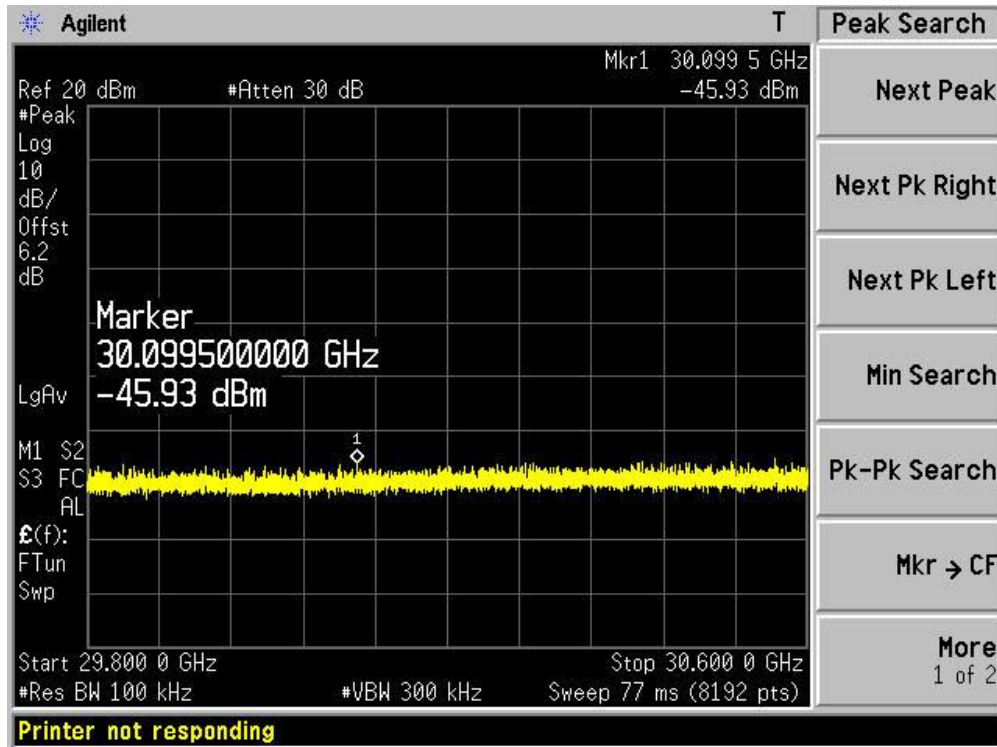 Agilent T Peak Search
Mkr1 30.099 5 GHz
Ref 20 dBm #Atten 30 dB -45.93 dBm
#Peak
Log
10
dB/
Offst
6.2
dB
Marker
30.099500000 GHz
-45.93 dBm
LgAv
1
M1 S2
S3 FC
AL
£(f):
FTun
Swp
Start 29.800 0 GHz Stop 30.600 0 GHz
#Res BW 100 kHz #VBW 300 kHz Sweep 77 ms (8192 pts)
Printer not responding
Next Peak
Next Pk Right
Next Pk Left
Min Search
Pk-Pk Search
Mkr → CF
More
1 of 2